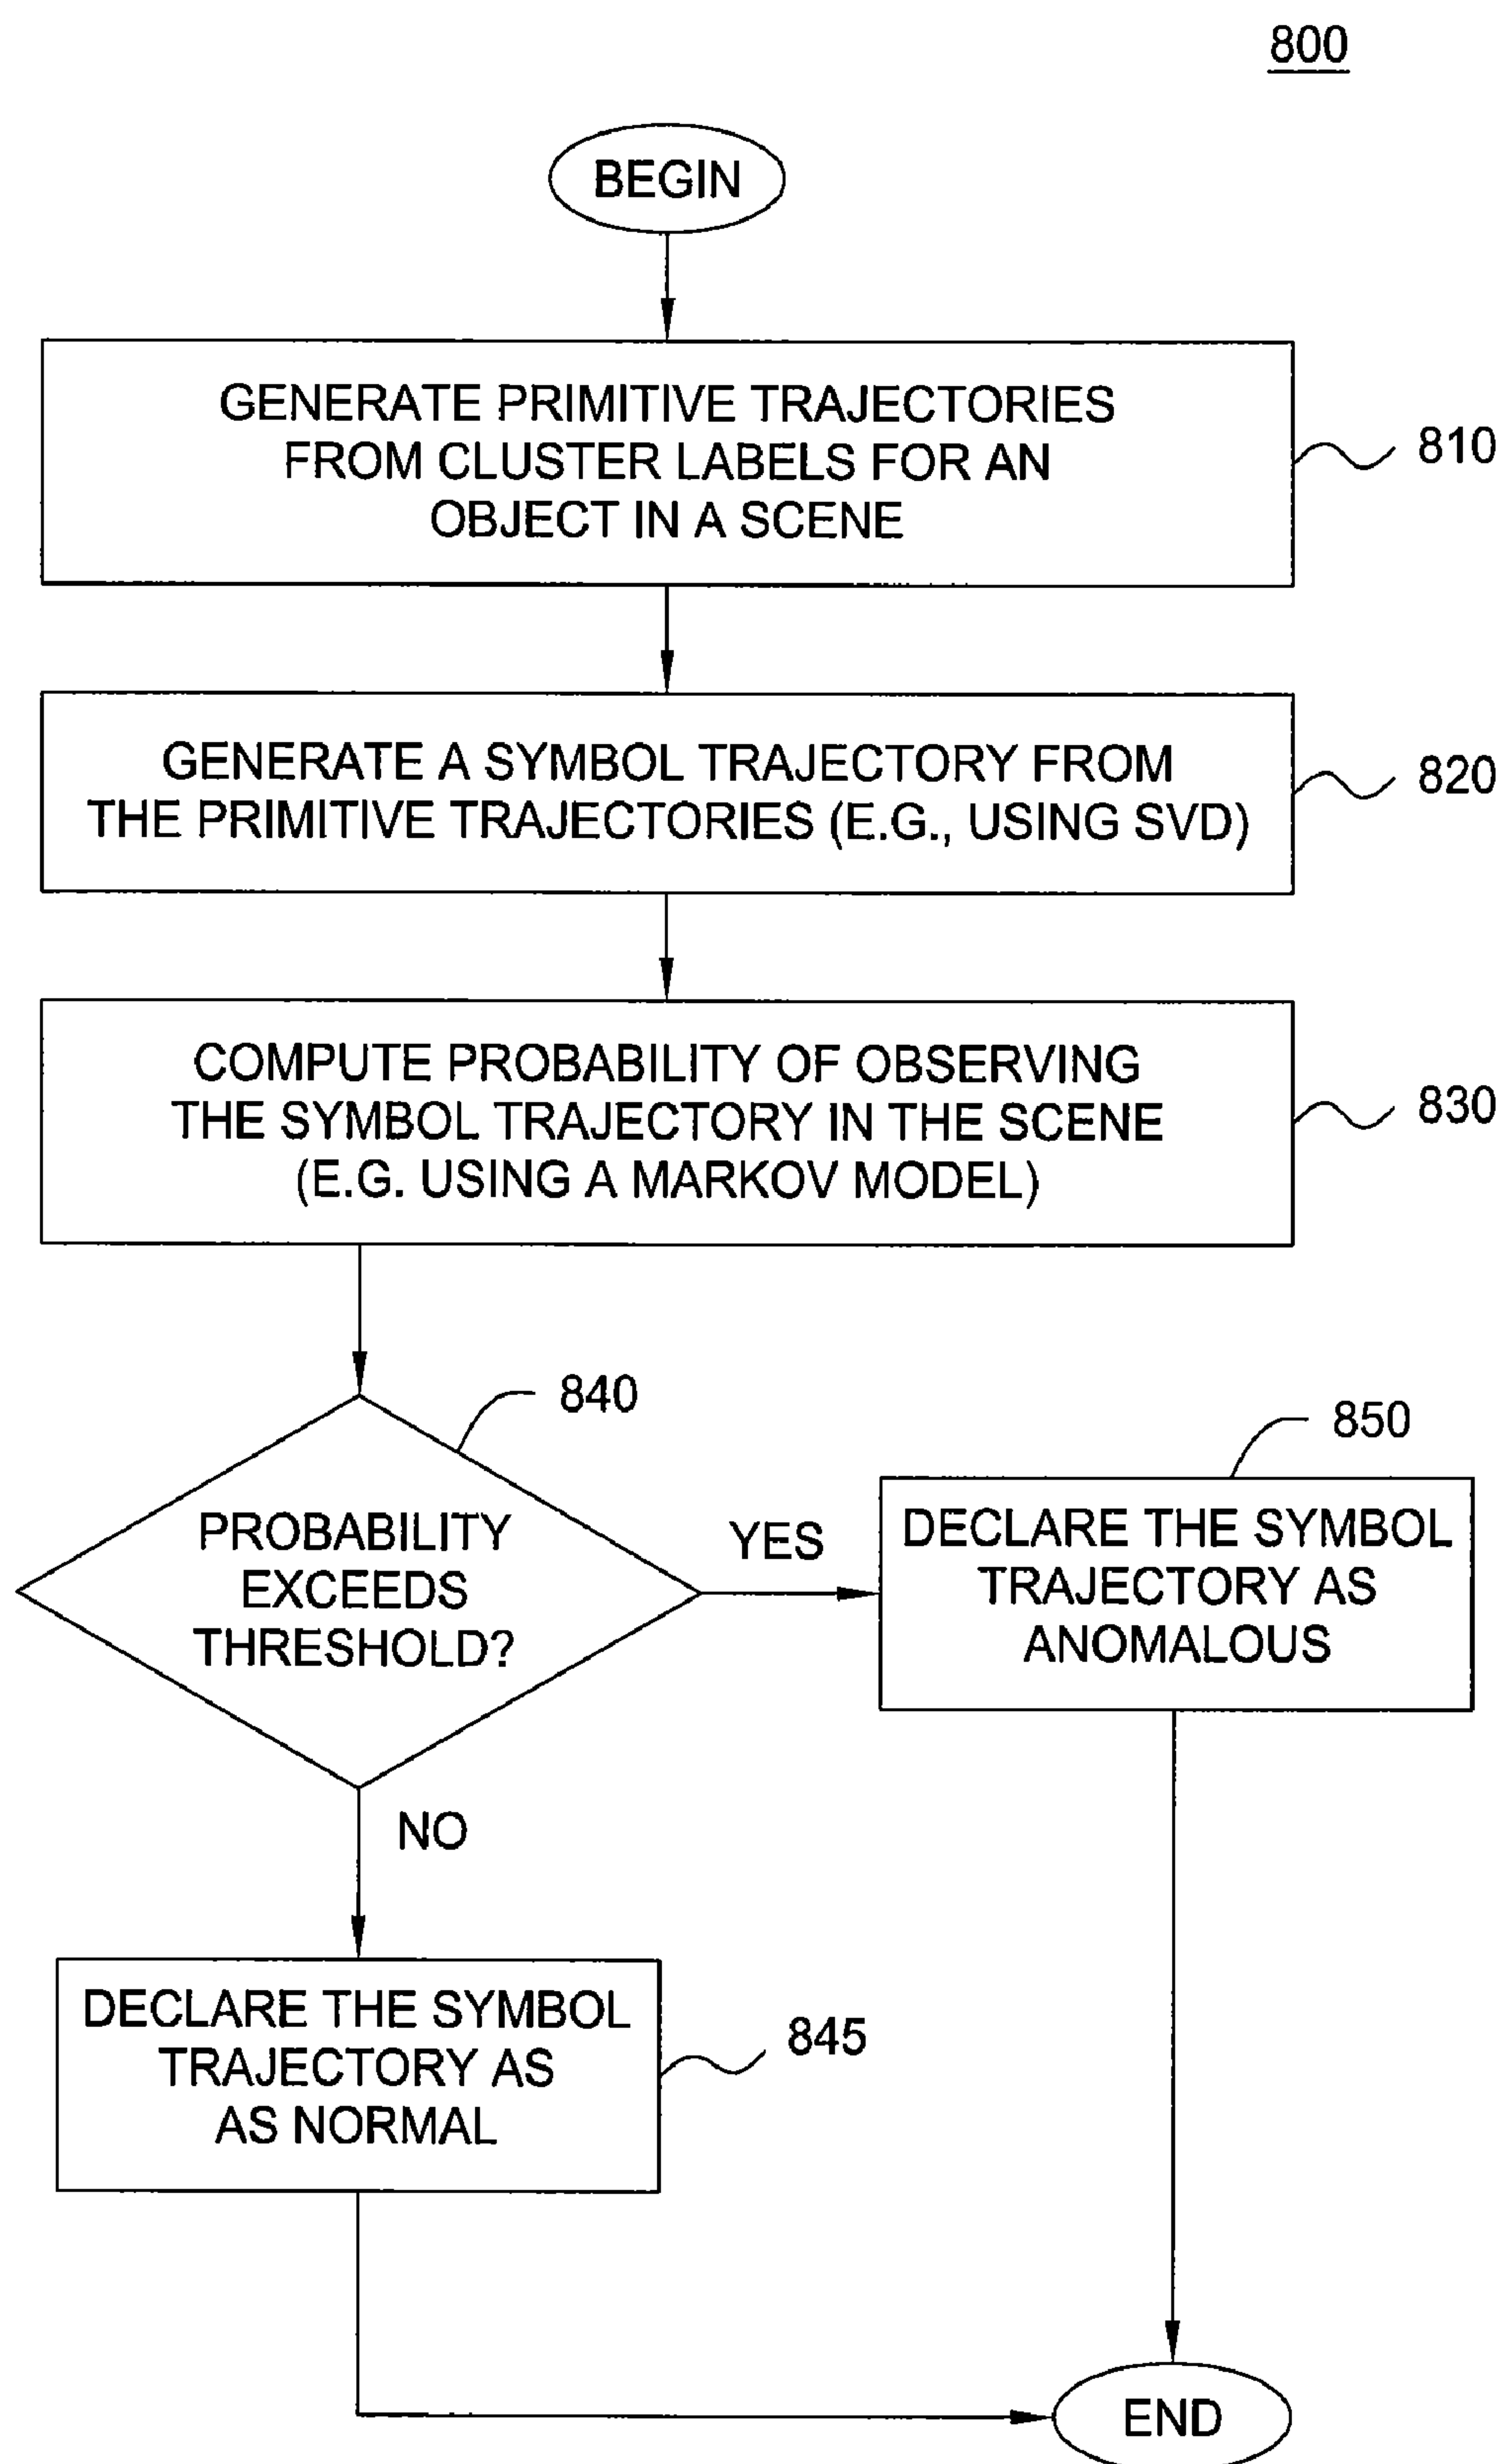 800
BEGIN
GENERATE PRIMITIVE TRAJECTORIES
FROM CLUSTER LABELS FOR AN
OBJECT IN A SCENE
810
GENERATE A SYMBOL TRAJECTORY FROM
THE PRIMITIVE TRAJECTORIES (E.G., USING SVD)
820
COMPUTE PROBABILITY OF OBSERVING
THE SYMBOL TRAJECTORY IN THE SCENE
(E.G. USING A MARKOV MODEL)
830
840
PROBABILITY
EXCEEDS
THRESHOLD?
YES
850
DECLARE THE SYMBOL
TRAJECTORY AS
ANOMALOUS
NO
DECLARE THE SYMBOL
TRAJECTORY AS
AS NORMAL
845
END